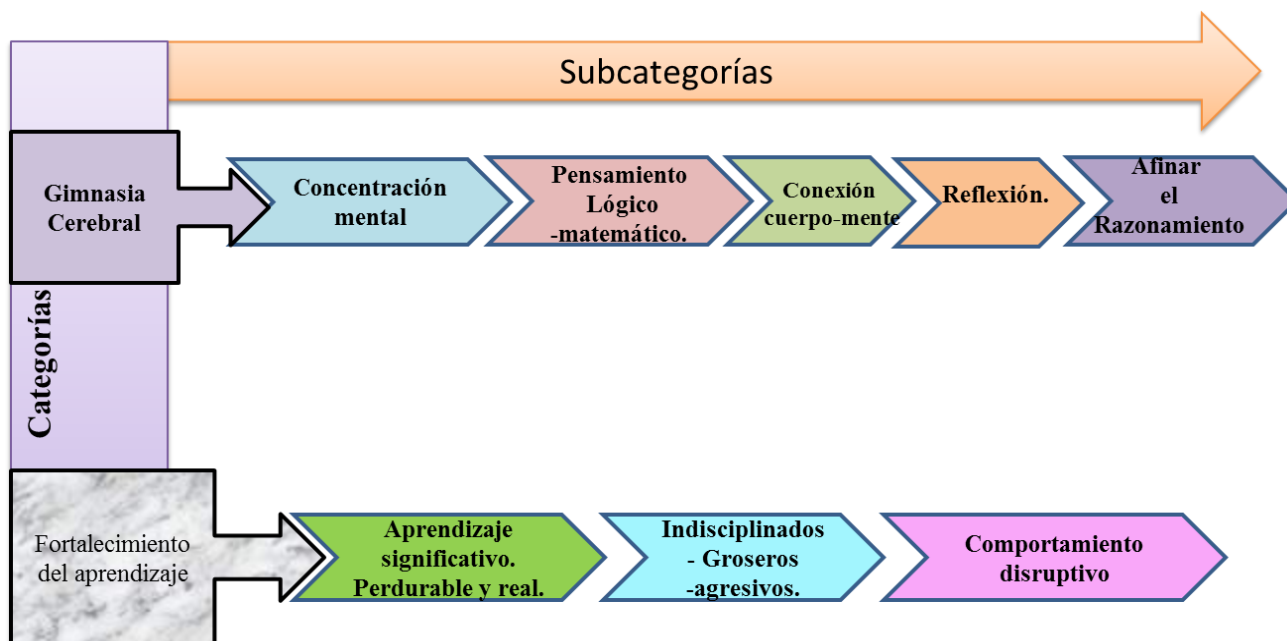 Subcategorías
Categorías
Gimnasia
Cerebral
Concentración
mental
Pensamiento
Lógico
-matemático.
Conexión
cuerpo-mente
Reflexión.
Afinar
el
Razonamiento
Fortalecimiento
del aprendizaje
Aprendizaje
significativo.
Perdurable y real.
Indisciplinados
- Groseros
-agresivos.
Comportamiento
disruptivo